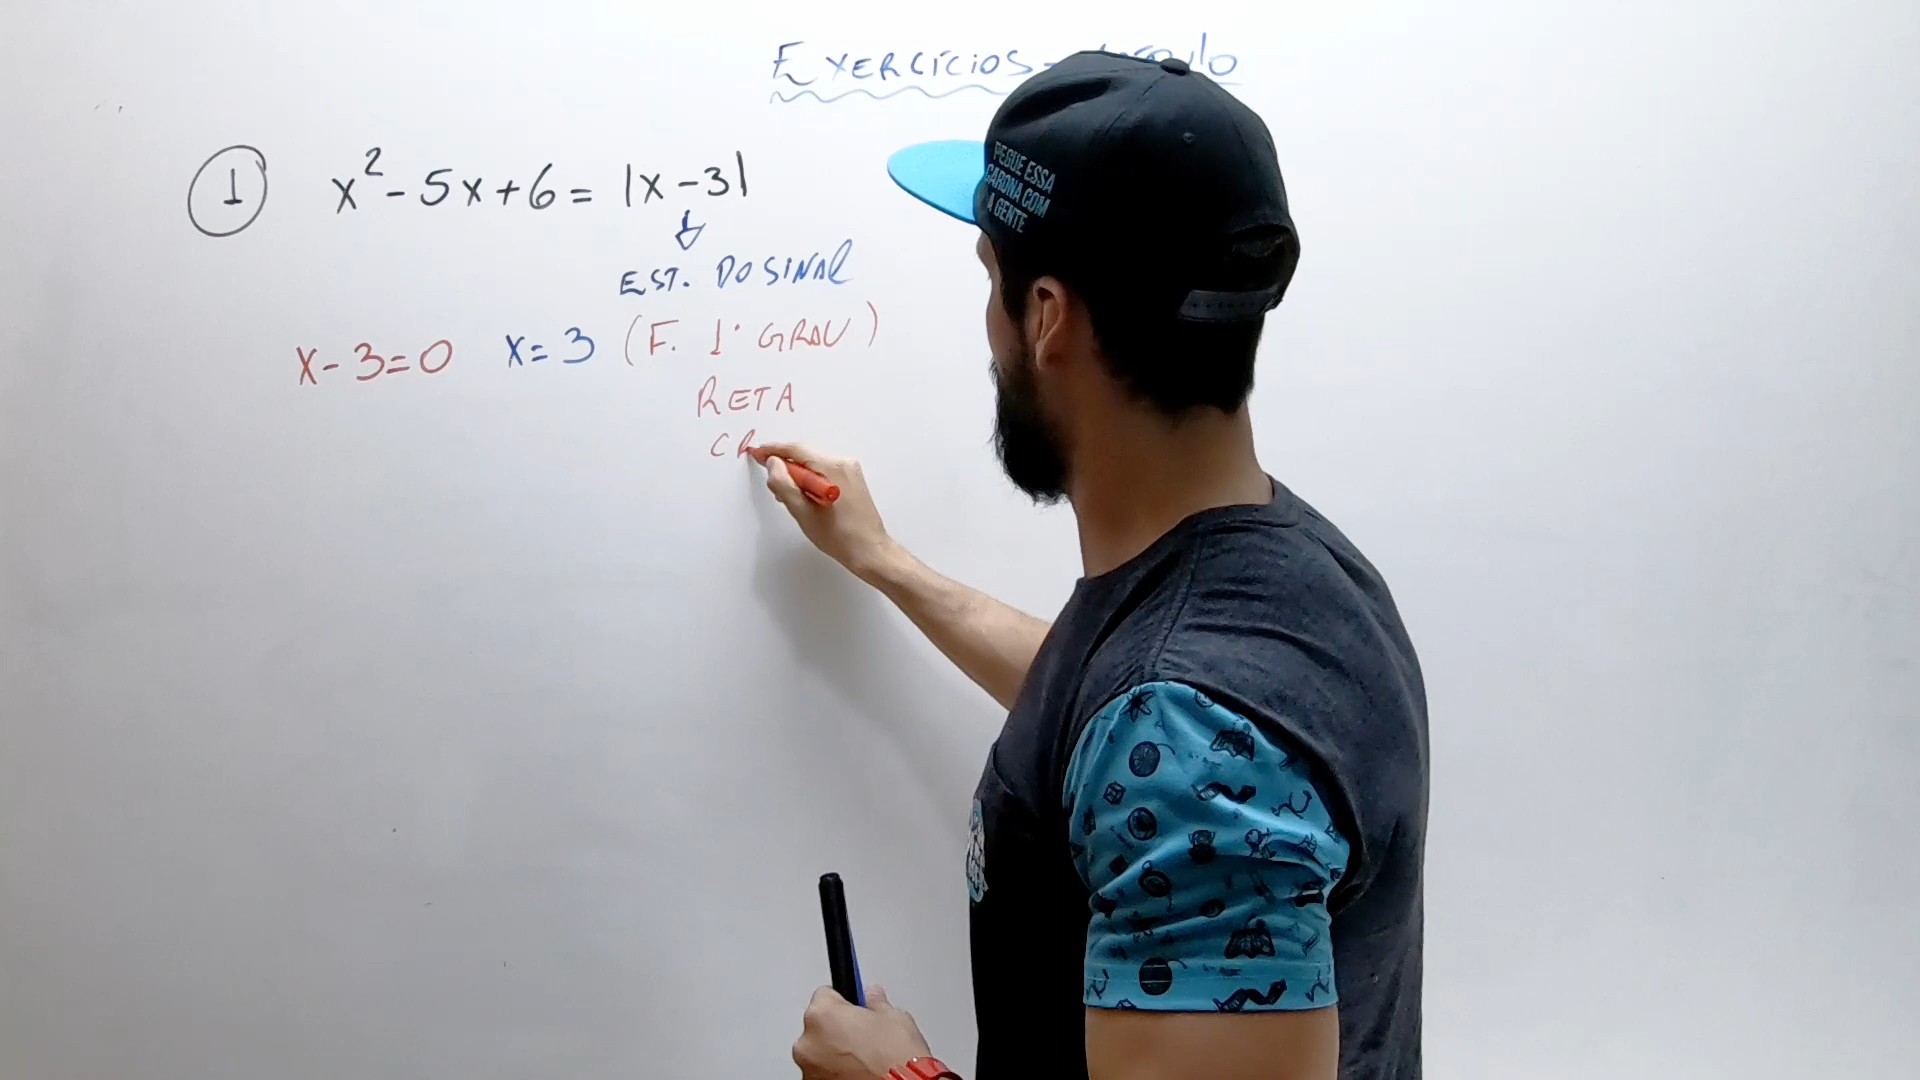 EXERCÍCIOS -
1 x² - 5x + 6 = |x - 3|
EST. DO SINAL
x - 3 = 0 x = 3 (F. 1° GRAU)
RETA
CR
PEGUE ESSA
CARONA COM
A GENTE